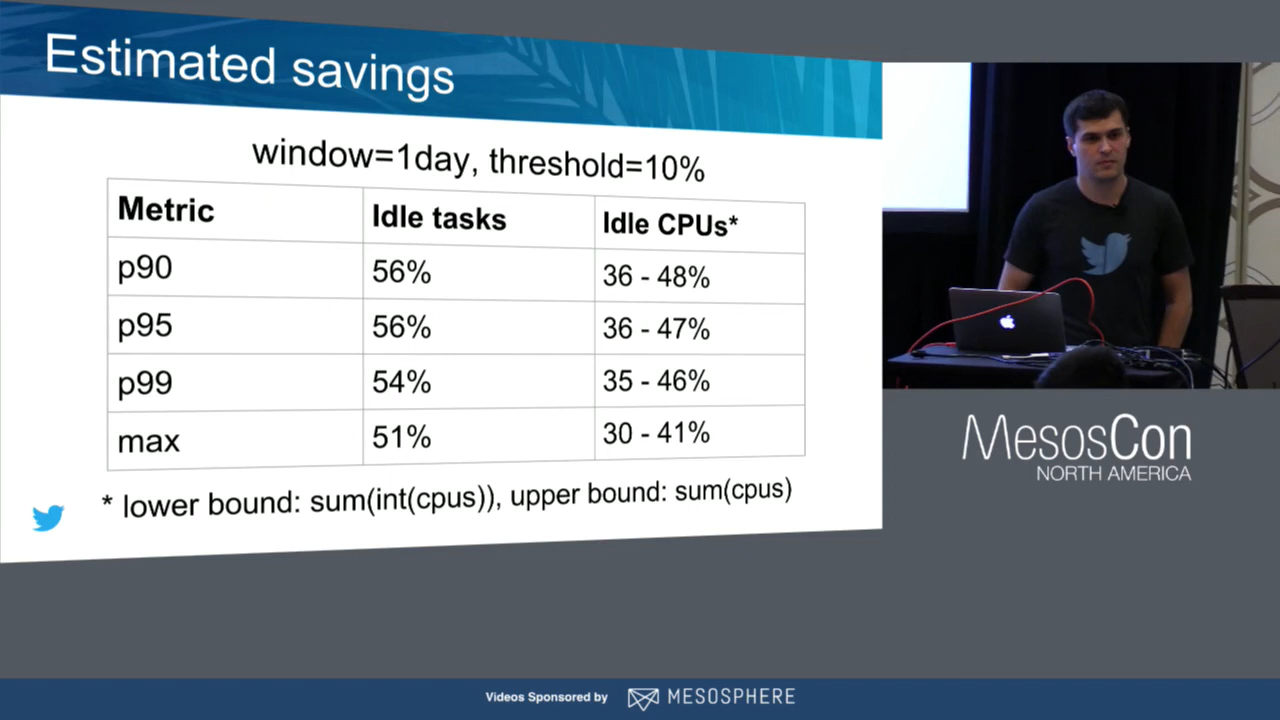 Estimated savings
window=1day, threshold=10%
Metric Idle tasks Idle CPUs*
p90 56% 36 - 48%
p95 56% 36 - 47%
p99 54% 35 - 46%
max 51% 30 - 41%
* lower bound: sum(int(cpus)), upper bound: sum(cpus)
MesosCon
NORTH AMERICA
Videos Sponsored by MESOSPHERE